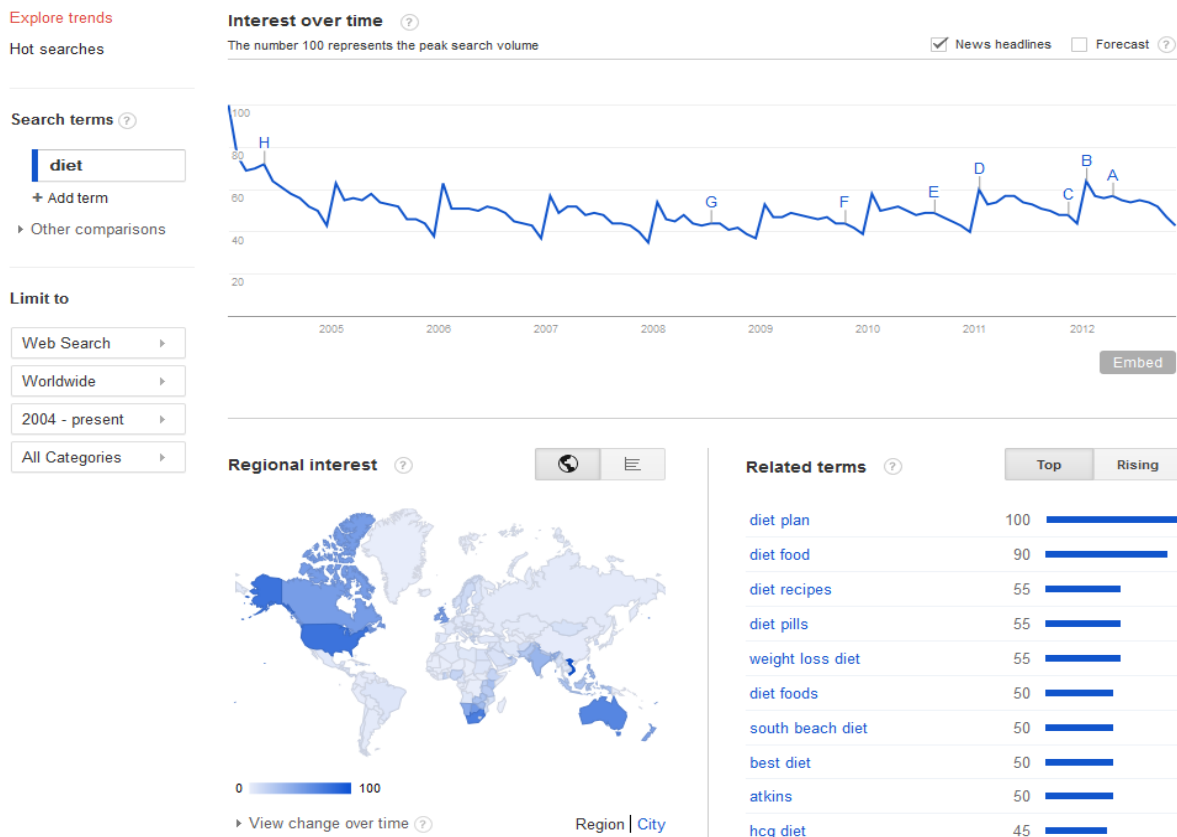 Explore trends
Hot searches
Search terms ?
diet
+ Add term
Other comparisons
Limit to
Web Search
Worldwide
2004 - present
All Categories
Interest over time ?
The number 100 represents the peak search volume
News headlines Forecast ?
100
80
60
40
20
H
G
F
E
D
C
B
A
2005 2006 2007 2008 2009 2010 2011 2012
Embed
Regional interest ?
0 100
View change over time ?
Region | City
Related terms ?
Top Rising
diet plan 100
diet food 90
diet recipes 55
diet pills 55
weight loss diet 55
diet foods 50
south beach diet 50
best diet 50
atkins 50
hcg diet 45